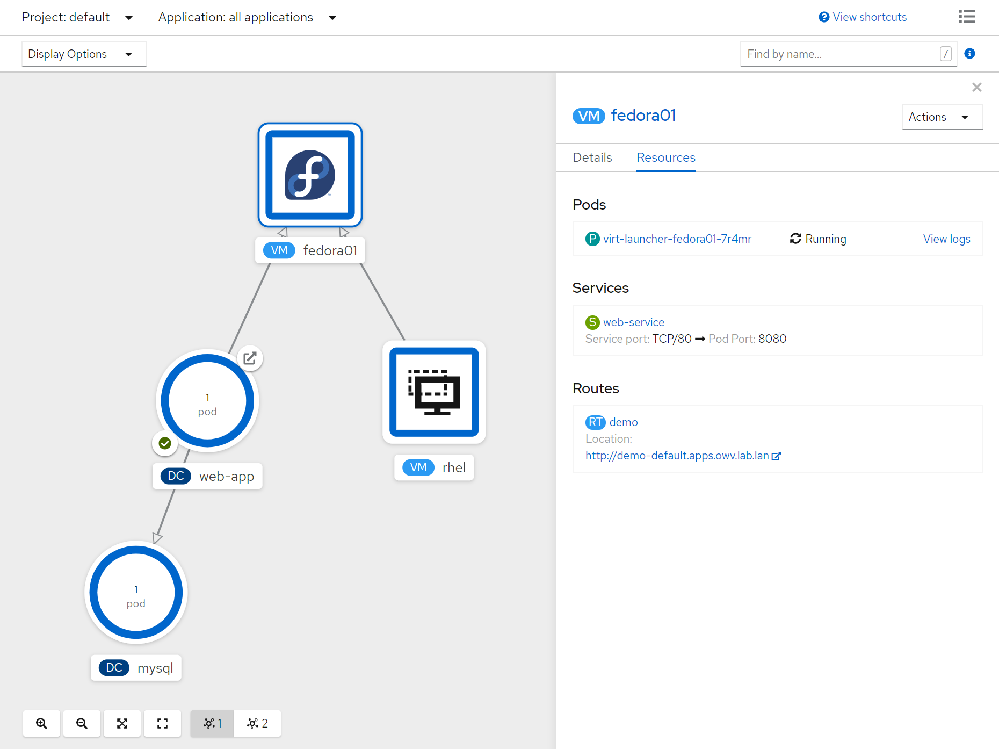 Project: default
Application: all applications
View shortcuts
Display Options
Find by name...
/
VM fedora01
Actions
Details
Resources
Pods
P virt-launcher-fedora01-7r4mr
Running
View logs
Services
S web-service
Service port: TCP/80 → Pod Port: 8080
Routes
RT demo
Location:
http://demo-default.apps.owv.lab.lan
VM fedora01
1
pod
DC web-app
VM rhel
1
pod
DC mysql
1
2